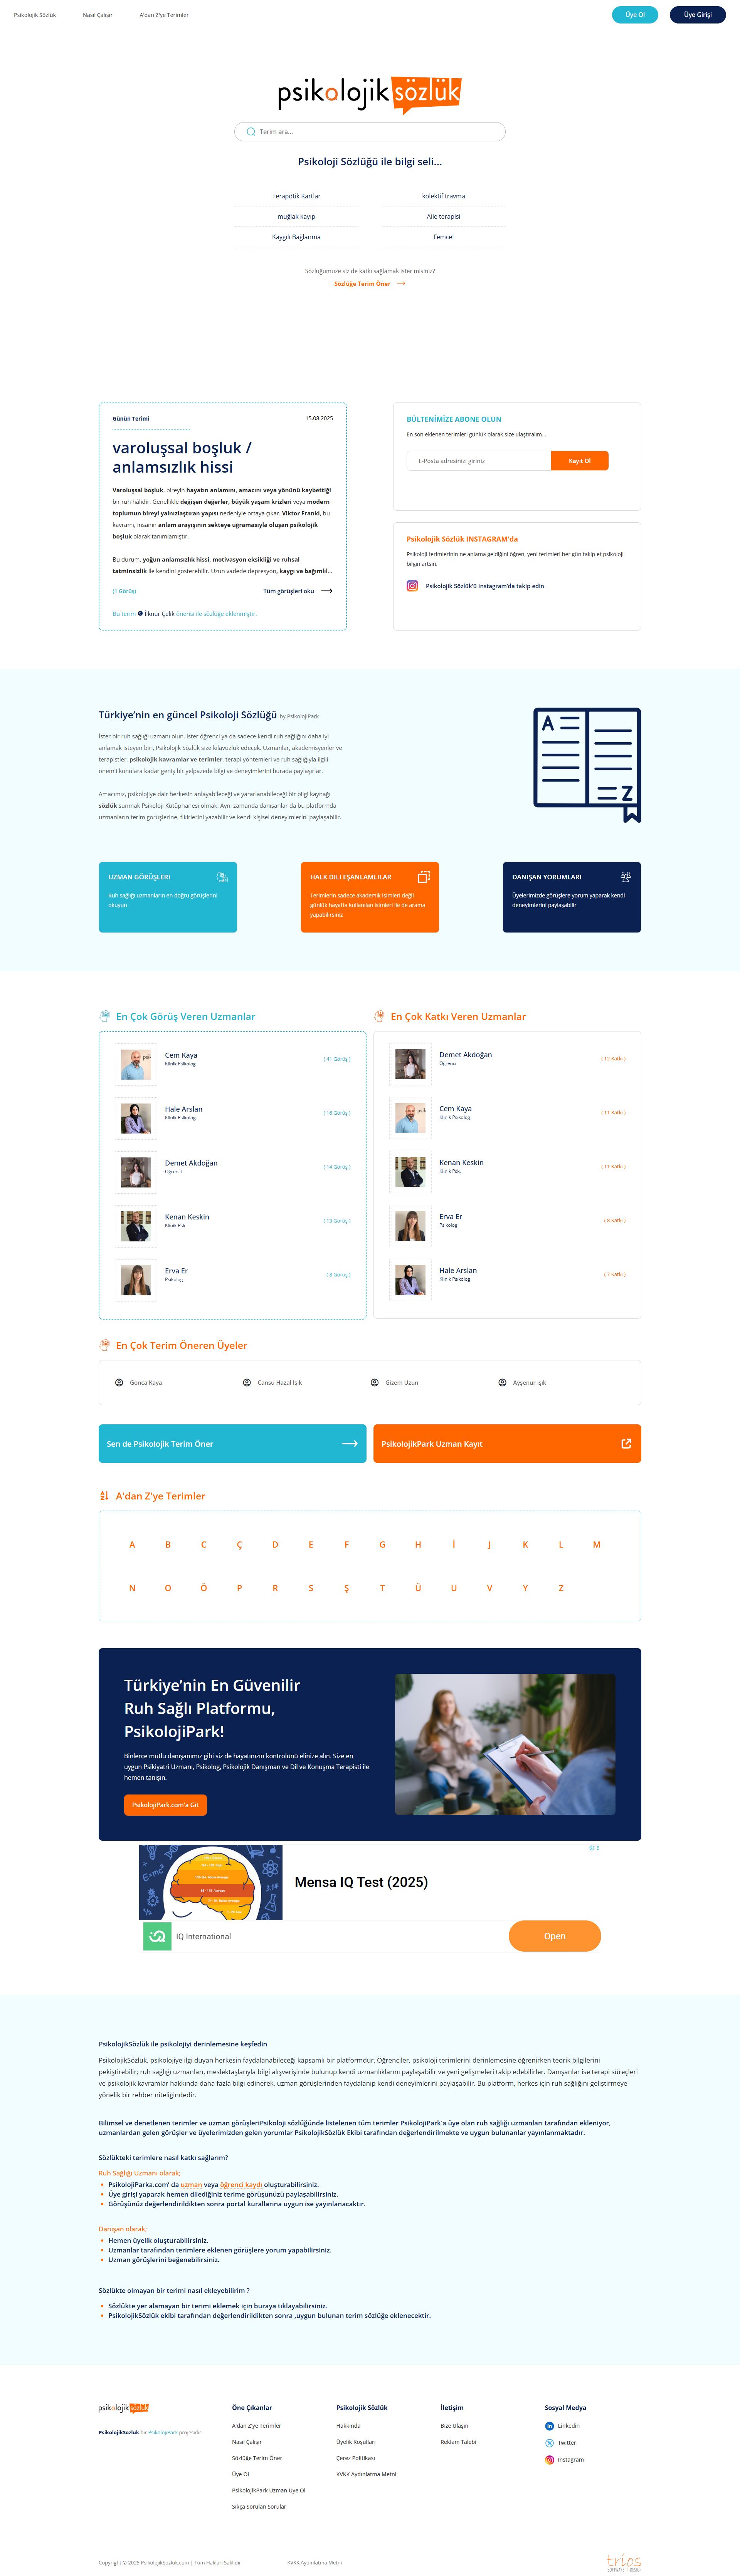 Psikolojik Sözlük
Nasıl Çalışır
A'dan Z'ye Terimler
Üye Ol
Üye Girişi
psikolojik sözlük
Terim ara...
Psikoloji Sözlüğü ile bilgi seli...
Terapötik Kartlar
kolektif travma
muğlak kayıp
Aile terapisi
Kaygılı Bağlanma
Femcel
Sözlüğümüze siz de katkı sağlamak ister misiniz?
Sözlüğe Terim Öner
Günün Terimi
15.08.2025
varoluşsal boşluk /
anlamsızlık hissi
Varoluşsal boşluk, bireyin hayatın anlamını, amacını veya yönünü kaybettiği
bir ruh hâlidir. Genellikle değişen değerler, büyük yaşam krizleri veya modern
toplumun bireyi yalnızlaştıran yapısı nedeniyle ortaya çıkar. Viktor Frankl, bu
kavramı, insanın anlam arayışının sekteye uğramasıyla oluşan psikolojik
boşluk olarak tanımlamıştır.
Bu durum, yoğun anlamsızlık hissi, motivasyon eksikliği ve ruhsal
tatminsizlik ile kendini gösterebilir. Uzun vadede depresyon, kaygı ve bağımlıl...
(1 Görüş)
Tüm görüşleri oku
Bu terim İlknur Çelik önerisi ile sözlüğe eklenmiştir.
BÜLTENİMİZE ABONE OLUN
En son eklenen terimleri günlük olarak size ulaştıralım...
E-Posta adresinizi giriniz
Kayıt Ol
Psikolojik Sözlük INSTAGRAM'da
Psikoloji terimlerinin ne anlama geldiğini öğren, yeni terimleri her gün takip et psikoloji
bilgin artsın.
Psikolojik Sözlük'ü Instagram'da takip edin
Türkiye'nin en güncel Psikoloji Sözlüğü by PsikolojiPark
İster bir ruh sağlığı uzmanı olun, ister öğrenci ya da sadece kendi ruh sağlığını daha iyi
anlamak isteyen biri, Psikolojik Sözlük size kılavuzluk edecek. Uzmanlar, akademisyenler ve
terapistler, psikolojik kavramlar ve terimler, terapi yöntemleri ve ruh sağlığıyla ilgili
önemli konulara kadar geniş bir yelpazede bilgi ve deneyimlerini burada paylaşırlar.
Amacımız, psikolojiye dair herkesin anlayabileceği ve yararlanabileceği bir bilgi kaynağı
sözlük sunmak Psikoloji Kütüphanesi olmak. Aynı zamanda danışanlar da bu platformda
uzmanların terim görüşlerine, fikirlerini yazabilir ve kendi kişisel deneyimlerini paylaşabilir.
A
Z
UZMAN GÖRÜŞLERI
Ruh sağlığı uzmanların en doğru görüşlerini
okuyun
HALK DILI EŞANLAMLILAR
Terimlerin sadece akademik isimleri değil
günlük hayatta kullanılan isimleri ile de arama
yapabilirsiniz
DANIŞAN YORUMLARI
Üyelerimizde görüşlere yorum yaparak kendi
deneyimlerini paylaşabilir
En Çok Görüş Veren Uzmanlar
Cem Kaya
Klinik Psikolog
( 41 Görüş )
Hale Arslan
Klinik Psikolog
( 16 Görüş )
Demet Akdoğan
Öğrenci
( 14 Görüş )
Kenan Keskin
Klinik Psk.
( 13 Görüş )
Erva Er
Psikolog
( 8 Görüş )
En Çok Katkı Veren Uzmanlar
Demet Akdoğan
Öğrenci
( 12 Katkı )
Cem Kaya
Klinik Psikolog
( 11 Katkı )
Kenan Keskin
Klinik Psk.
( 11 Katkı )
Erva Er
Psikolog
( 8 Katkı )
Hale Arslan
Klinik Psikolog
( 7 Katkı )
En Çok Terim Öneren Üyeler
Gonca Kaya
Cansu Hazal Işık
Gizem Uzun
Ayşenur ışık
Sen de Psikolojik Terim Öner
PsikolojikPark Uzman Kayıt
A'dan Z'ye Terimler
A B C Ç D E F G H İ J K L M
N O Ö P R S Ş T Ü U V Y Z
Türkiye'nin En Güvenilir
Ruh Sağlı Platformu,
PsikolojiPark!
Binlerce mutlu danışanımız gibi siz de hayatınızın kontrolünü elinize alın. Size en
uygun Psikiyatri Uzmanı, Psikolog, Psikolojik Danışman ve Dil ve Konuşma Terapisti ile
hemen tanışın.
PsikolojiPark.com'a Git
Mensa IQ Test (2025)
IQ International
Open
PsikolojikSözlük ile psikolojiyi derinlemesine keşfedin
PsikolojikSözlük, psikolojiye ilgi duyan herkesin faydalanabileceği kapsamlı bir platformdur. Öğrenciler, psikoloji terimlerini derinlemesine öğrenirken teorik bilgilerini
pekiştirebilir; ruh sağlığı uzmanları, meslektaşlarıyla bilgi alışverişinde bulunup kendi uzmanlıklarını paylaşabilir ve yeni gelişmeleri takip edebilirler. Danışanlar ise terapi süreçleri
ve psikolojik kavramlar hakkında daha fazla bilgi edinerek, uzman görüşlerinden faydalanıp kendi deneyimlerini paylaşabilir. Bu platform, herkes için ruh sağlığını geliştirmeye
yönelik bir rehber niteliğindedir.
Bilimsel ve denetlenen terimler ve uzman görüşleriPsikoloji sözlüğünde listelenen tüm terimler PsikolojiPark'a üye olan ruh sağlığı uzmanları tarafından ekleniyor,
uzmanlardan gelen görüşler ve üyelerimizden gelen yorumlar PsikolojikSözlük Ekibi tarafından değerlendirilmekte ve uygun bulunanlar yayınlanmaktadır.
Sözlükteki terimlere nasıl katkı sağlarım?
Ruh Sağlığı Uzmanı olarak;
PsikolojiParka.com' da uzman veya öğrenci kaydı oluşturabilirsiniz.
Üye girişi yaparak hemen dilediğiniz terime görüşünüzü paylaşabilirsiniz.
Görüşünüz değerlendirildikten sonra portal kurallarına uygun ise yayınlanacaktır.
Danışan olarak;
Hemen üyelik oluşturabilirsiniz.
Uzmanlar tarafından terimlere eklenen görüşlere yorum yapabilirsiniz.
Uzman görüşlerini beğenebilirsiniz.
Sözlükte olmayan bir terimi nasıl ekleyebilirim ?
Sözlükte yer alamayan bir terimi eklemek için buraya tıklayabilirsiniz.
PsikolojikSözlük ekibi tarafından değerlendirildikten sonra ,uygun bulunan terim sözlüğe eklenecektir.
psikolojik sözlük
PsikolojikSozluk bir PsikolojiPark projesidir
Öne Çıkanlar
A'dan Z'ye Terimler
Nasıl Çalışır
Sözlüğe Terim Öner
Üye Ol
PsikolojikPark Uzman Üye Ol
Sıkça Sorulan Sorular
Psikolojik Sözlük
Hakkında
Üyelik Koşulları
Çerez Politikası
KVKK Aydınlatma Metni
İletişim
Bize Ulaşın
Reklam Talebi
Sosyal Medya
Linkedin
Twitter
Instagram
Copyright © 2025 PsikolojikSozluk.com | Tüm Hakları Saklıdır
KVKK Aydınlatma Metni
trios
SOFTWARE | DESIGN